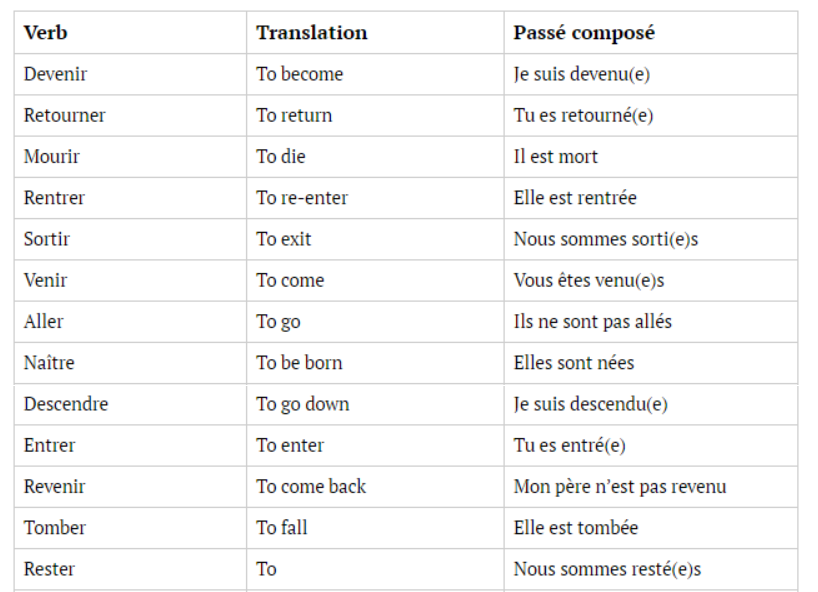 Verb Translation Passé composé
Devenir To become Je suis devenu(e)
Retourner To return Tu es retourné(e)
Mourir To die Il est mort
Rentrer To re-enter Elle est rentrée
Sortir To exit Nous sommes sorti(e)s
Venir To come Vous êtes venu(e)s
Aller To go Ils ne sont pas allés
Naître To be born Elles sont nées
Descendre To go down Je suis descendu(e)
Entrer To enter Tu es entré(e)
Revenir To come back Mon père n’est pas revenu
Tomber To fall Elle est tombée
Rester To Nous sommes resté(e)s